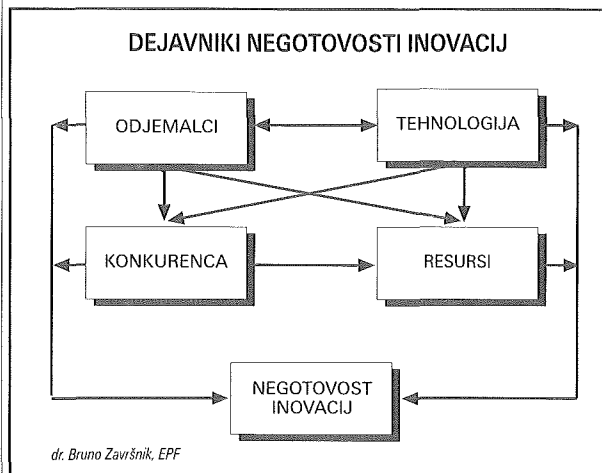 DEJAVNIKI NEGOTOVOSTI INOVACIJ
ODJEMALCI
TEHNOLOGIJA
KONKURENCA
RESURSI
NEGOTOVOST
INOVACIJ
dr. Bruno Završnik, EPF